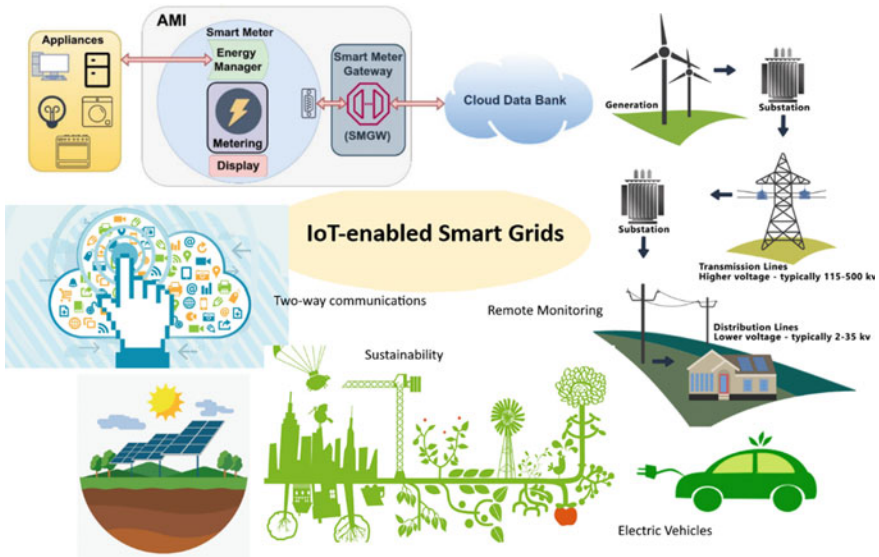 Appliances
AMI
Smart Meter
Energy
Manager
Metering
Display
Smart Meter
Gateway
(SMGW)
Cloud Data Bank
Generation
Substation
Substation
Transmission Lines
Higher voltage - typically 115-500 kv
IoT-enabled Smart Grids
Two-way communications
Remote Monitoring
Distribution Lines
Lower voltage - typically 2-35 kv
Sustainability
Electric Vehicles